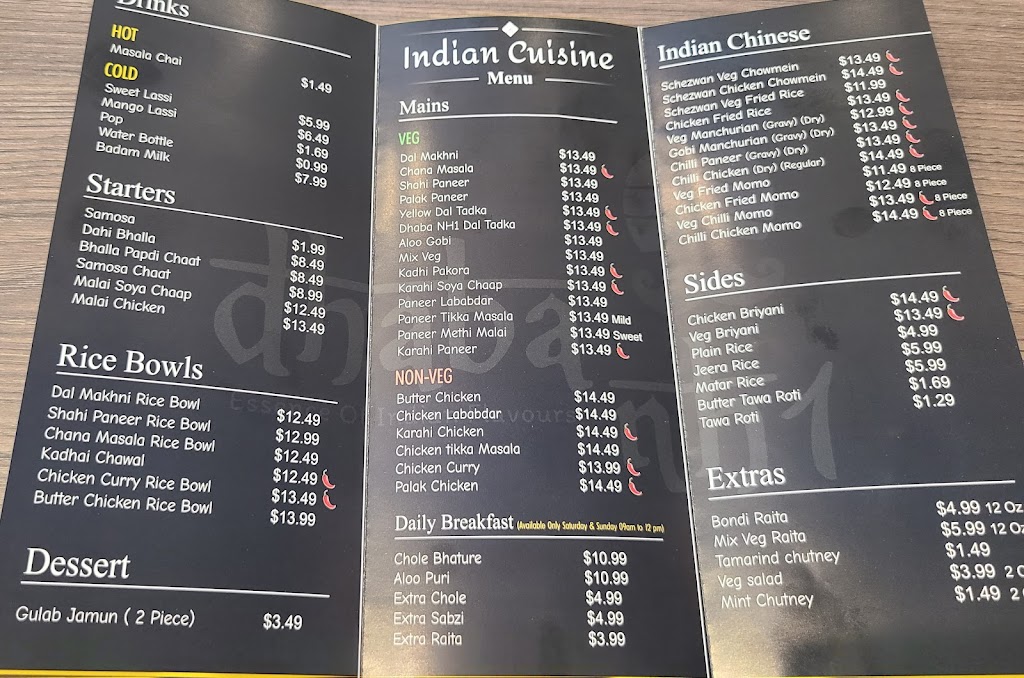 Drinks
HOT
Masala Chai $1.49
COLD
Sweet Lassi $5.99
Mango Lassi $6.49
Pop $1.69
Water Bottle $0.99
Badam Milk $7.99
Starters
Samosa $1.99
Dahi Bhalla $8.49
Bhalla Papdi Chaat $8.49
Samosa Chaat $8.99
Malai Soya Chaap $12.49
Malai Chicken $13.49
Rice Bowls
Dal Makhni Rice Bowl $12.49
Shahi Paneer Rice Bowl $12.99
Chana Masala Rice Bowl $12.49
Kadhai Chawal $12.49
Chicken Curry Rice Bowl $13.49
Butter Chicken Rice Bowl $13.99
Dessert
Gulab Jamun ( 2 Piece) $3.49
Indian Cuisine
Menu
Mains
VEG
Dal Makhni $13.49
Chana Masala $13.49
Shahi Paneer $13.49
Palak Paneer $13.49
Yellow Dal Tadka $13.49
Dhaba NH1 Dal Tadka $13.49
Aloo Gobi $13.49
Mix Veg $13.49
Kadhi Pakora $13.49
Karahi Soya Chaap $13.49
Paneer Lababdar $13.49
Paneer Tikka Masala $13.49 Mild
Paneer Methi Malai $13.49 Sweet
Karahi Paneer $13.49
NON-VEG
Butter Chicken $14.49
Chicken Lababdar $14.49
Karahi Chicken $14.49
Chicken tikka Masala $14.49
Chicken Curry $13.99
Palak Chicken $14.49
Daily Breakfast (Available Only Saturday & Sunday 09am to 12 pm)
Chole Bhature $10.99
Aloo Puri $10.99
Extra Chole $4.99
Extra Sabzi $4.99
Extra Raita $3.99
Indian Chinese
Schezwan Veg Chowmein $13.49
Schezwan Chicken Chowmein $14.49
Schezwan Veg Fried Rice $11.99
Chicken Fried Rice $13.49
Veg Manchurian (Gravy) (Dry) $12.99
Gobi Manchurian (Gravy) (Dry) $13.49
Chilli Paneer (Gravy) (Dry) $13.49
Chilli Chicken (Dry) (Regular) $14.49
Veg Fried Momo $11.49 8 Piece
Chicken Fried Momo $12.49 8 Piece
Veg Chilli Momo $13.49 8 Piece
Chilli Chicken Momo $14.49 8 Piece
Sides
Chicken Briyani $14.49
Veg Briyani $13.49
Plain Rice $4.99
Jeera Rice $5.99
Matar Rice $5.99
Butter Tawa Roti $1.69
Tawa Roti $1.29
Extras
Bondi Raita $4.99 12 Oz
Mix Veg Raita $5.99 12 Oz
Tamarind chutney $1.49
Veg salad $3.99 2
Mint Chutney $1.49 2
dhaba nh1
Essence Of Indian Flavours